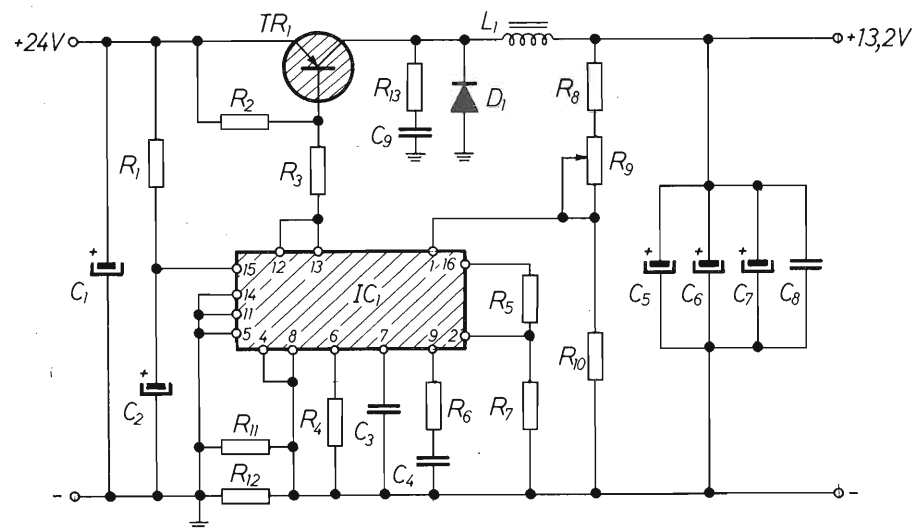 TR₁
L₁
+24V
+13,2V
R₂
R₁₃
D₁
R₈
C₉
R₁
R₃
R₉
12 13 1 16
15
14
11
5
IC₁
4 8 6 7 9 2
R₅
C₁
C₅ C₆ C₇ C₈
R₁₀
C₂
R₁₁
R₄
C₃
R₆
R₇
R₁₂
C₄
-
-